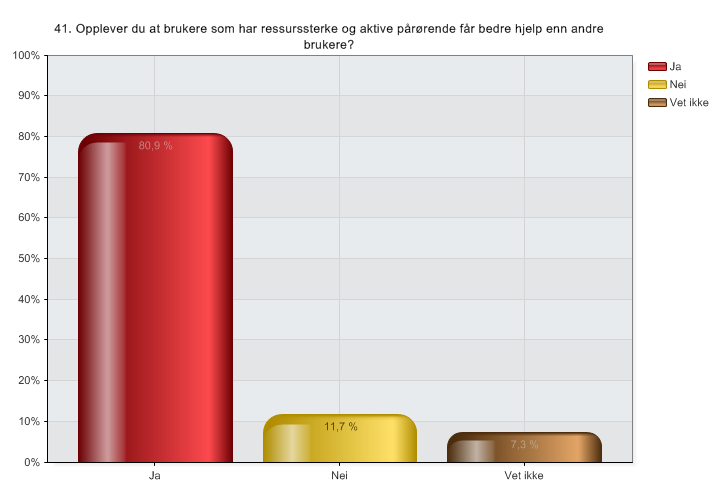 41. Opplever du at brukere som har ressurssterke og aktive pårørende får bedre hjelp enn andre
brukere?
100%
90%
80%
70%
60%
50%
40%
30%
20%
10%
0%
80,9 %
11,7 %
7,3 %
Ja
Nei
Vet ikke
Ja
Nei
Vet ikke